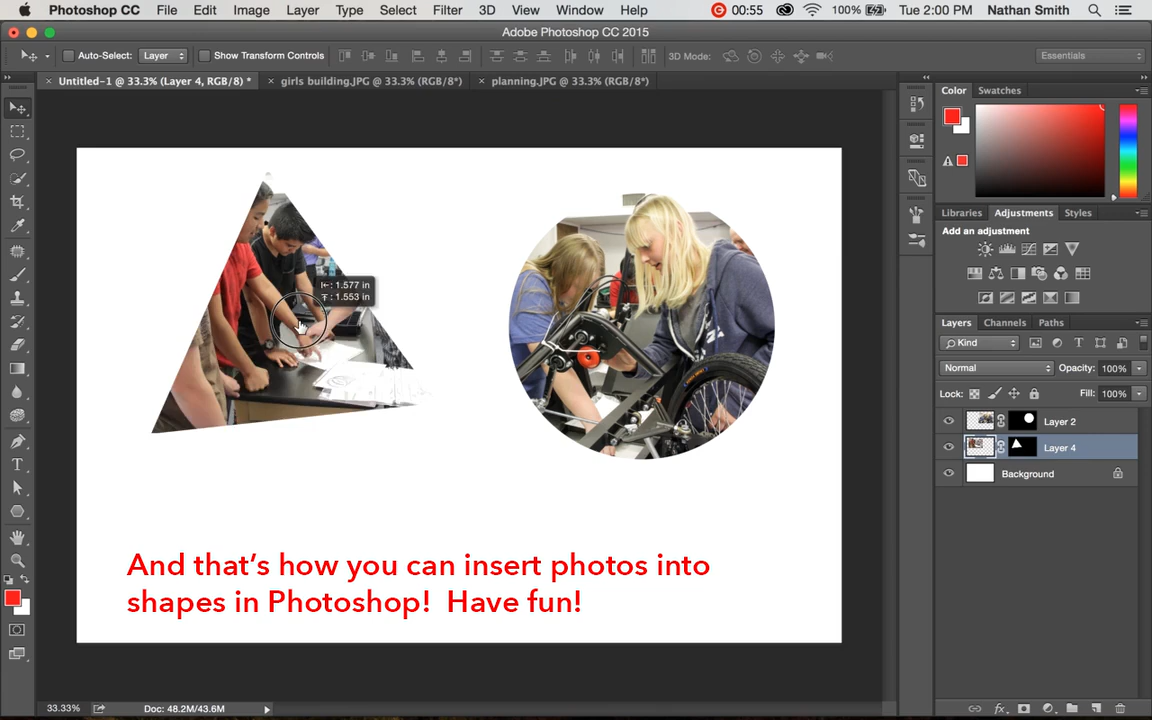 Photoshop CC File Edit Image Layer Type Select Filter 3D View Window Help 00:55 100% Tue 2:00 PM Nathan Smith
Adobe Photoshop CC 2015
Auto-Select: Layer Show Transform Controls 3D Mode: Essentials
Untitled-1 @ 33.3% (Layer 4, RGB/8) * girls building.JPG @ 33.3% (RGB/8*) planning.JPG @ 33.3% (RGB/8*)
Color Swatches
Libraries Adjustments Styles
Add an adjustment
: 1.577 in
: 1.553 in
Layers Channels Paths
Kind
Normal Opacity: 100%
Lock: Fill: 100%
Layer 2
Layer 4
Background
And that's how you can insert photos into
shapes in Photoshop! Have fun!
33.33% Doc: 48.2M/43.6M